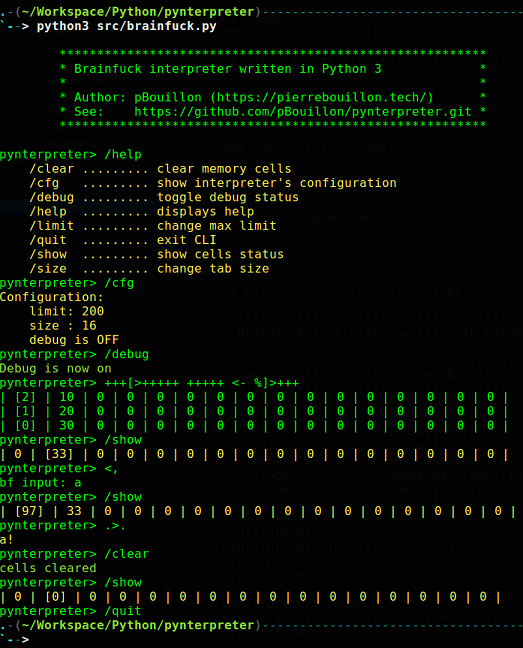 .-(~/Workspace/Python/pynterpreter)-----------------------------------
`--> python3 src/brainfuck.py
*********************************************************
* Brainfuck interpreter written in Python 3             *
*                                                       *
* Author: pBouillon (https://pierrebouillon.tech/)      *
* See:    https://github.com/pBouillon/pynterpreter.git *
*********************************************************
pynterpreter> /help
/clear ......... clear memory cells
/cfg   ......... show interpreter's configuration
/debug ......... toggle debug status
/help  ......... displays help
/limit ......... change max limit
/quit  ......... exit CLI
/show  ......... show cells status
/size  ......... change tab size
pynterpreter> /cfg
Configuration:
limit: 200
size : 16
debug is OFF
pynterpreter> /debug
Debug is now on
pynterpreter> +++[>+++++ +++++ <- %]>+++
| [2] | 10 | 0 | 0 | 0 | 0 | 0 | 0 | 0 | 0 | 0 | 0 | 0 | 0 | 0 | 0 |
| [1] | 20 | 0 | 0 | 0 | 0 | 0 | 0 | 0 | 0 | 0 | 0 | 0 | 0 | 0 | 0 |
| [0] | 30 | 0 | 0 | 0 | 0 | 0 | 0 | 0 | 0 | 0 | 0 | 0 | 0 | 0 | 0 |
pynterpreter> /show
| 0 | [33] | 0 | 0 | 0 | 0 | 0 | 0 | 0 | 0 | 0 | 0 | 0 | 0 | 0 | 0 |
pynterpreter> <,
bf input: a
pynterpreter> /show
| [97] | 33 | 0 | 0 | 0 | 0 | 0 | 0 | 0 | 0 | 0 | 0 | 0 | 0 | 0 | 0 |
pynterpreter> .>.
a!
pynterpreter> /clear
cells cleared
pynterpreter> /show
| 0 | [0] | 0 | 0 | 0 | 0 | 0 | 0 | 0 | 0 | 0 | 0 | 0 | 0 | 0 | 0 |
pynterpreter> /quit
.-(~/Workspace/Python/pynterpreter)-----------------------------------
`-->